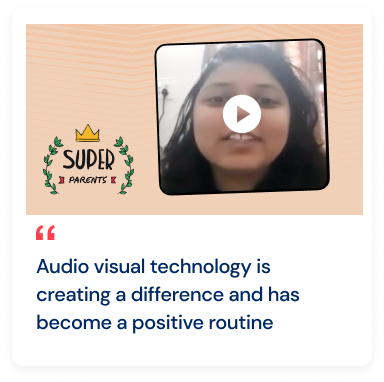 SUPER
PARENTS
“
Audio visual technology is
creating a difference and has
become a positive routine